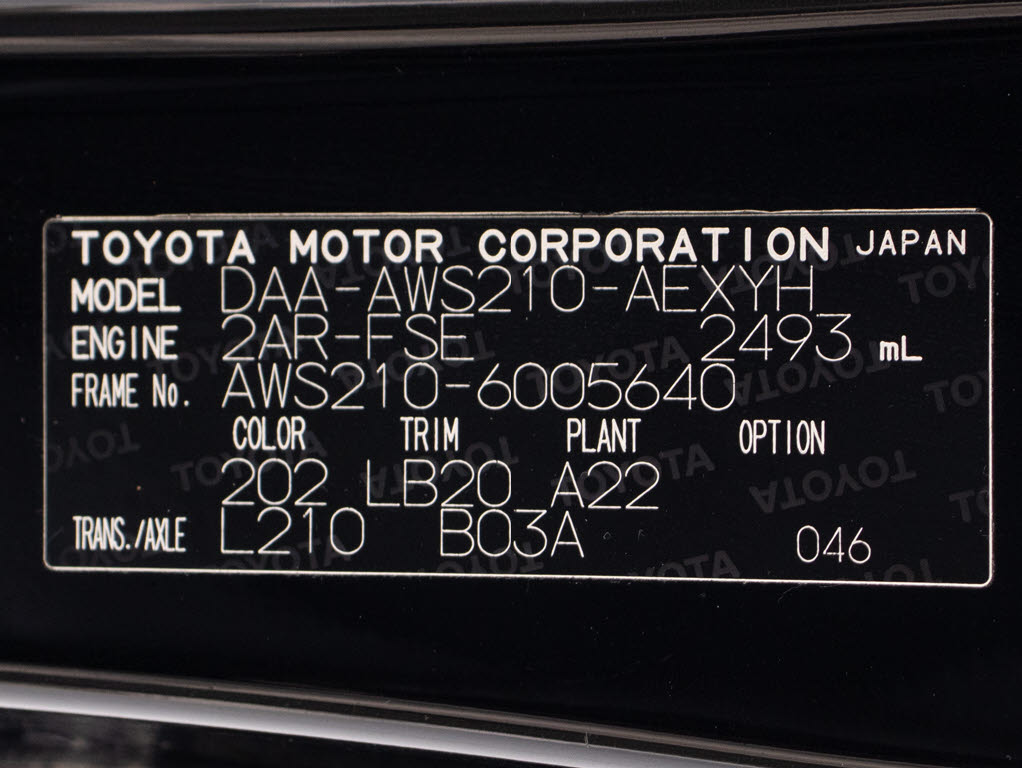 TOYOTA MOTOR CORPORATION JAPAN
MODEL DAA-AWS210-AEXYH
ENGINE 2AR-FSE 2493 mL
FRAME No. AWS210-6005640
COLOR TRIM PLANT OPTION
202 LB20 A22
TRANS./AXLE L210 B03A 046